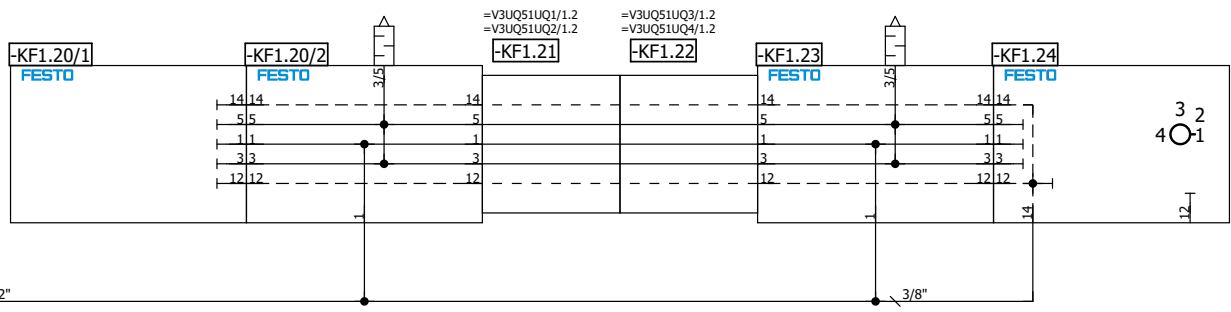 =V3UQ51UQ1/1.2
=V3UQ51UQ2/1.2
=V3UQ51UQ3/1.2
=V3UQ51UQ4/1.2
-KF1.20/1
-KF1.20/2
-KF1.21
-KF1.22
-KF1.23
-KF1.24
FESTO
FESTO
FESTO
FESTO
3/5
3/5
14 14 14 14 14 14
5 5 5 5 5 5
1 1 1 1 1 1
3 3 3 3 3 3
12 12 12 12 12 12
3 2
4 1
1 1 14 12
2"
3/8"